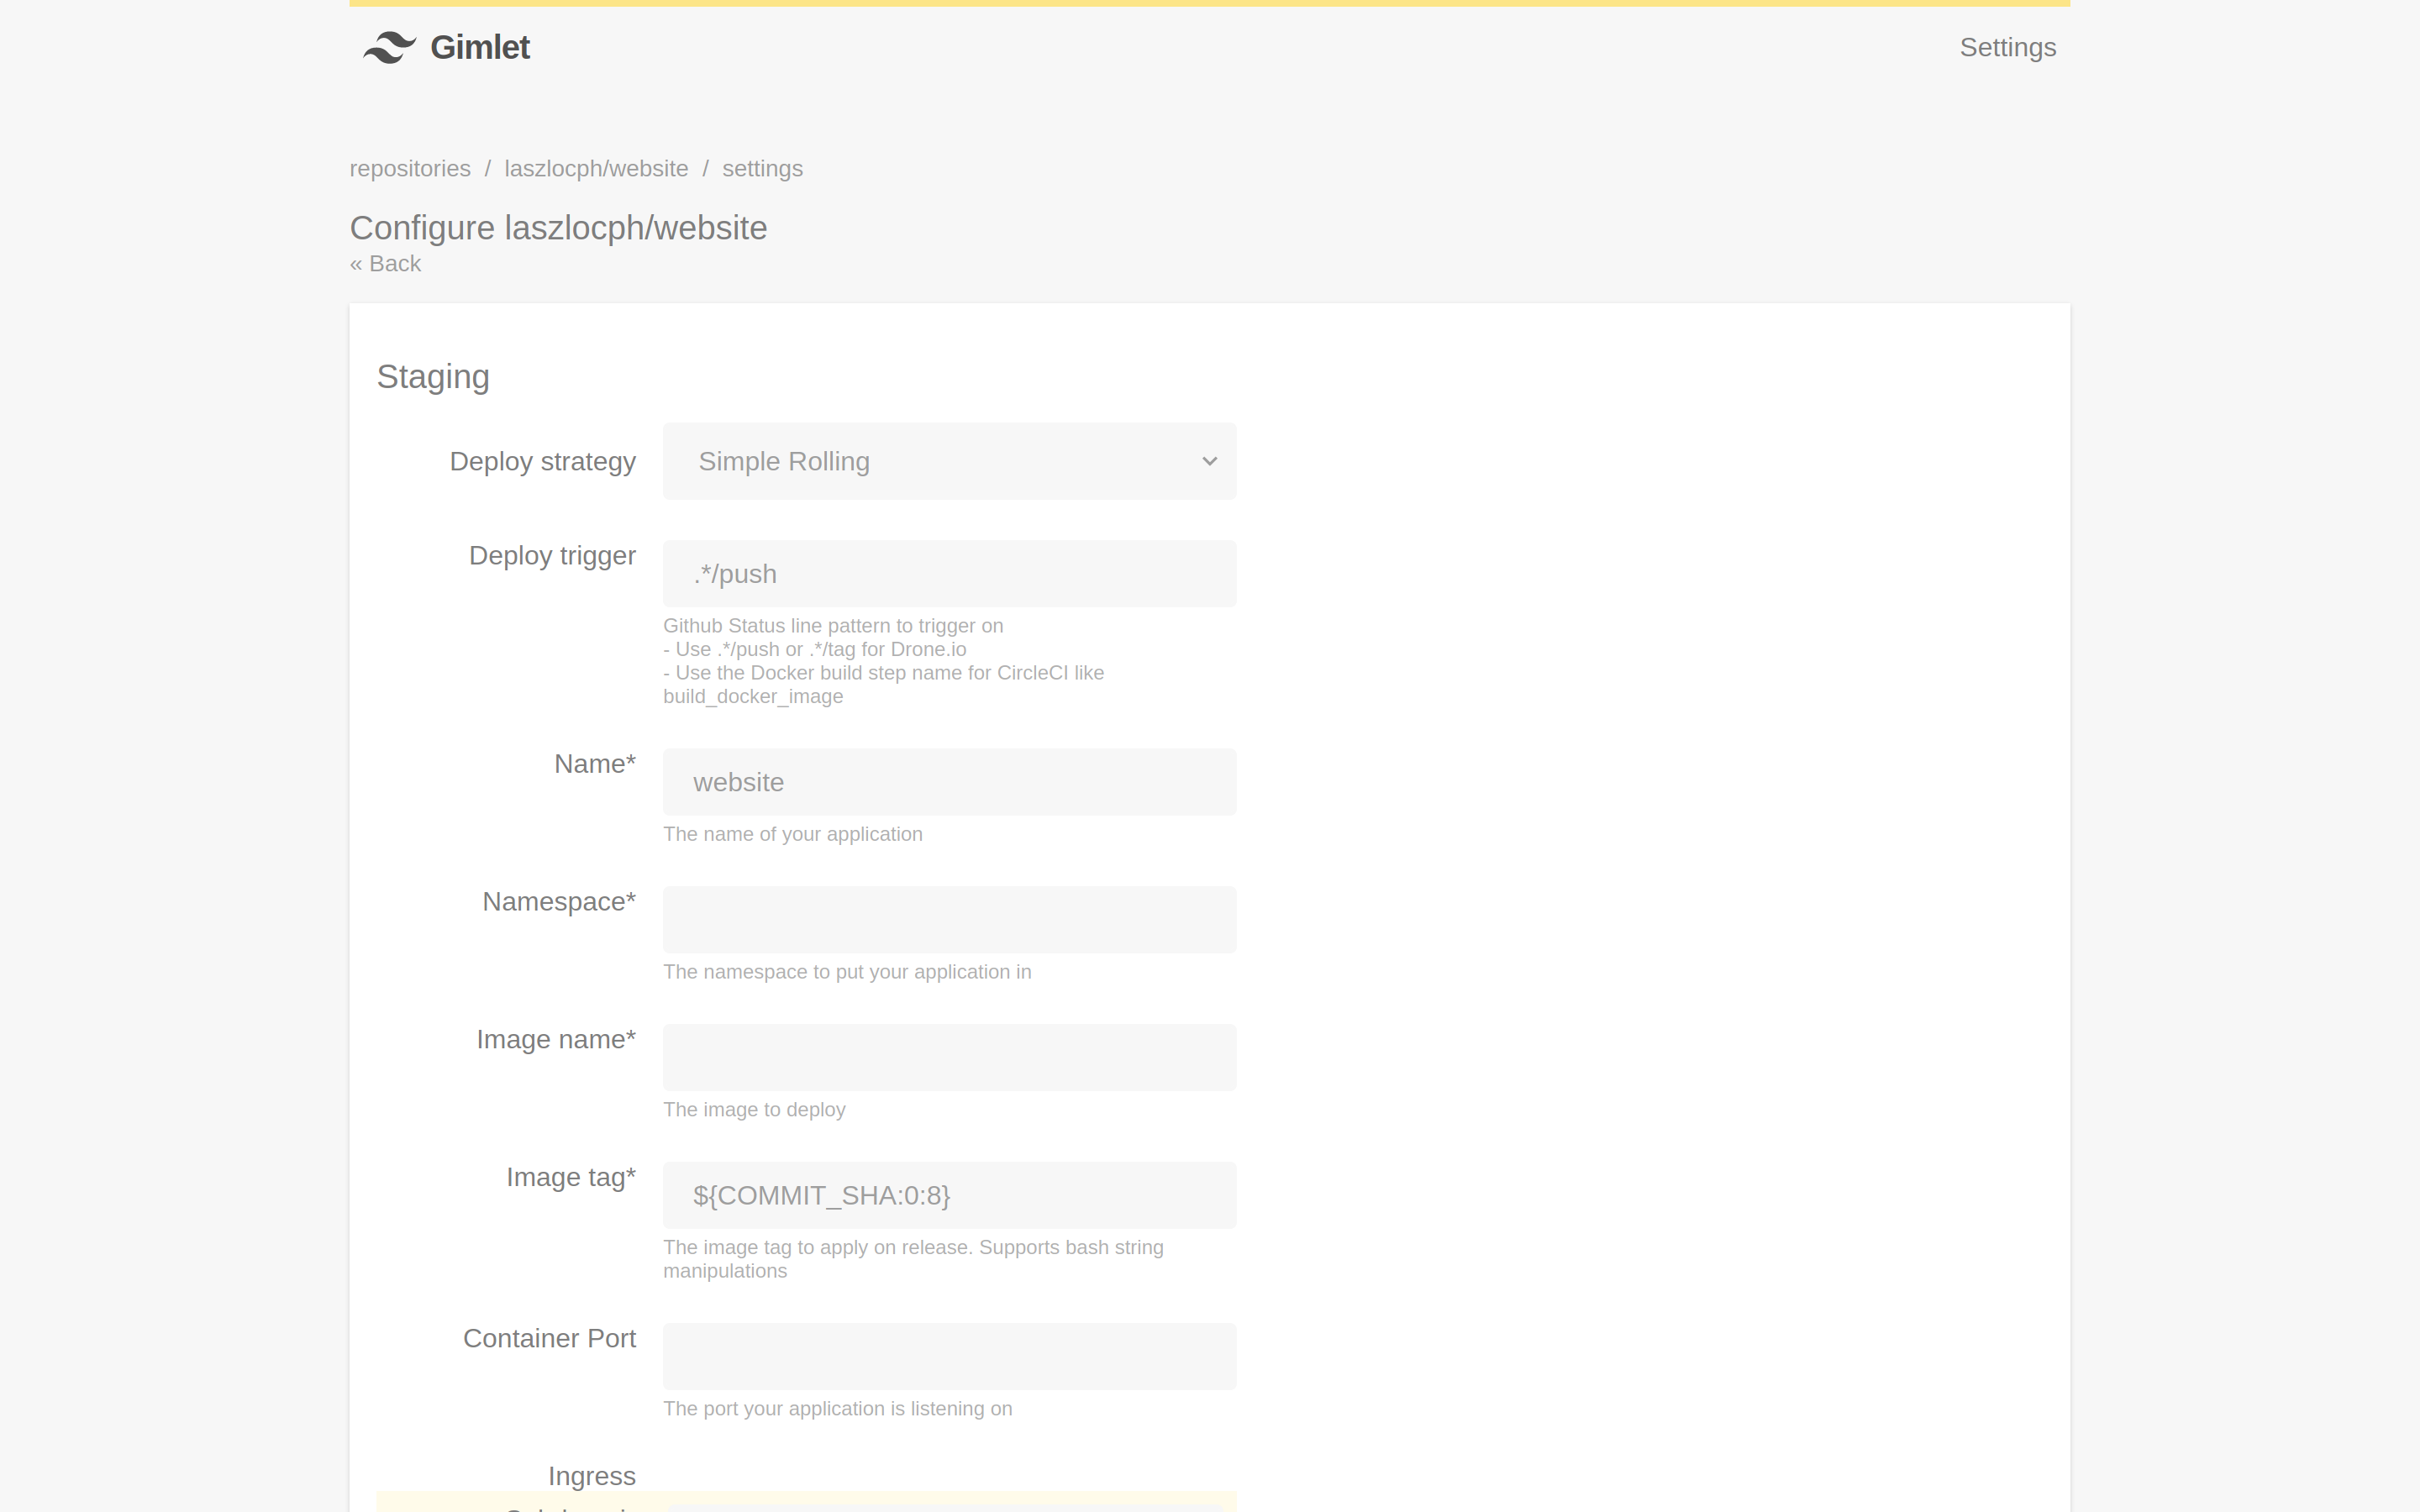 Gimlet
Settings
repositories / laszlocph/website / settings
Configure laszlocph/website
« Back
Staging
Deploy strategy
Simple Rolling
Deploy trigger
.*/push
Github Status line pattern to trigger on
- Use .*/push or .*/tag for Drone.io
- Use the Docker build step name for CircleCI like
build_docker_image
Name*
website
The name of your application
Namespace*
The namespace to put your application in
Image name*
The image to deploy
Image tag*
${COMMIT_SHA:0:8}
The image tag to apply on release. Supports bash string
manipulations
Container Port
The port your application is listening on
Ingress